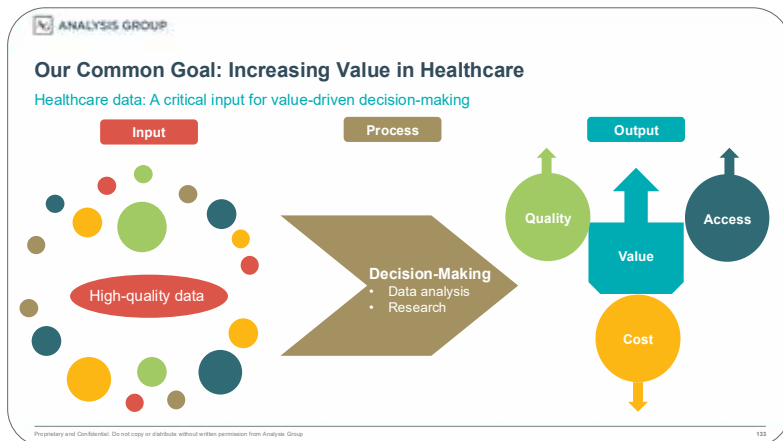 ANALYSIS GROUP
Our Common Goal: Increasing Value in Healthcare
Healthcare data: A critical input for value-driven decision-making
Input
Process
Output
High-quality data
Decision-Making
• Data analysis
• Research
Quality
Value
Access
Cost
Proprietary and Confidential. Do not copy or distribute without written permission from Analysis Group
133